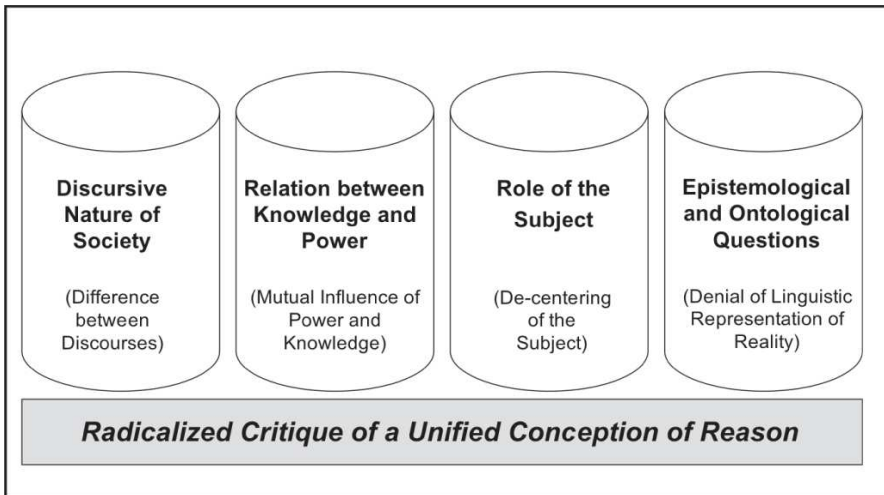 Discursive
Nature of
Society
(Difference
between
Discourses)
Relation between
Knowledge and
Power
(Mutual Influence of
Power and
Knowledge)
Role of the
Subject
(De-centering
of the
Subject)
Epistemological
and Ontological
Questions
(Denial of Linguistic
Representation of
Reality)
Radicalized Critique of a Unified Conception of Reason